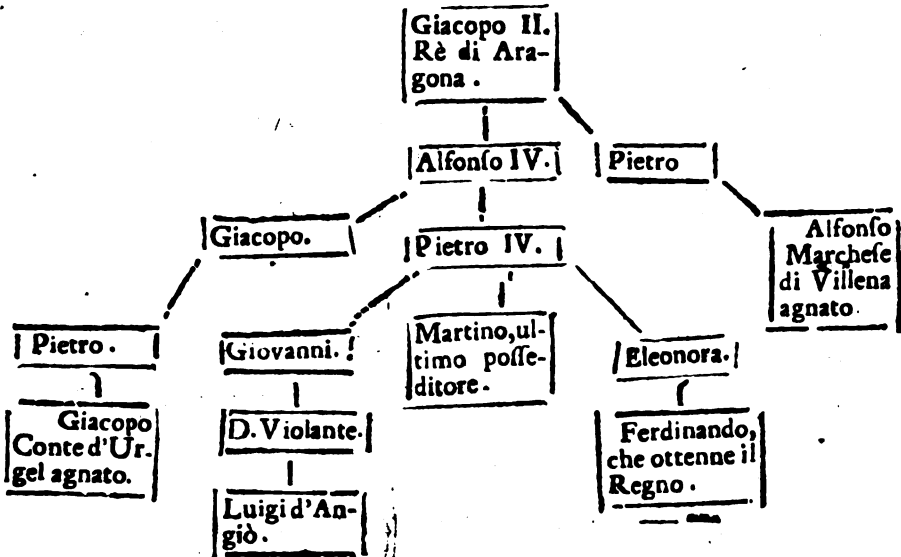 Giacopo II.
Rè di Ara-
gona.
Alfonſo IV.
Pietro
Giacopo.
Pietro IV.
Alfonſo
Marcheſe
di Villena
agnato.
Pietro.
Giovanni.
Martino,ul-
timo poſſe-
ditore.
Eleonora.
Giacopo
Conte d'Ur-
gel agnato.
D. Violante.
Ferdinando,
che ottenne il
Regno.
Luigi d'An-
giò.